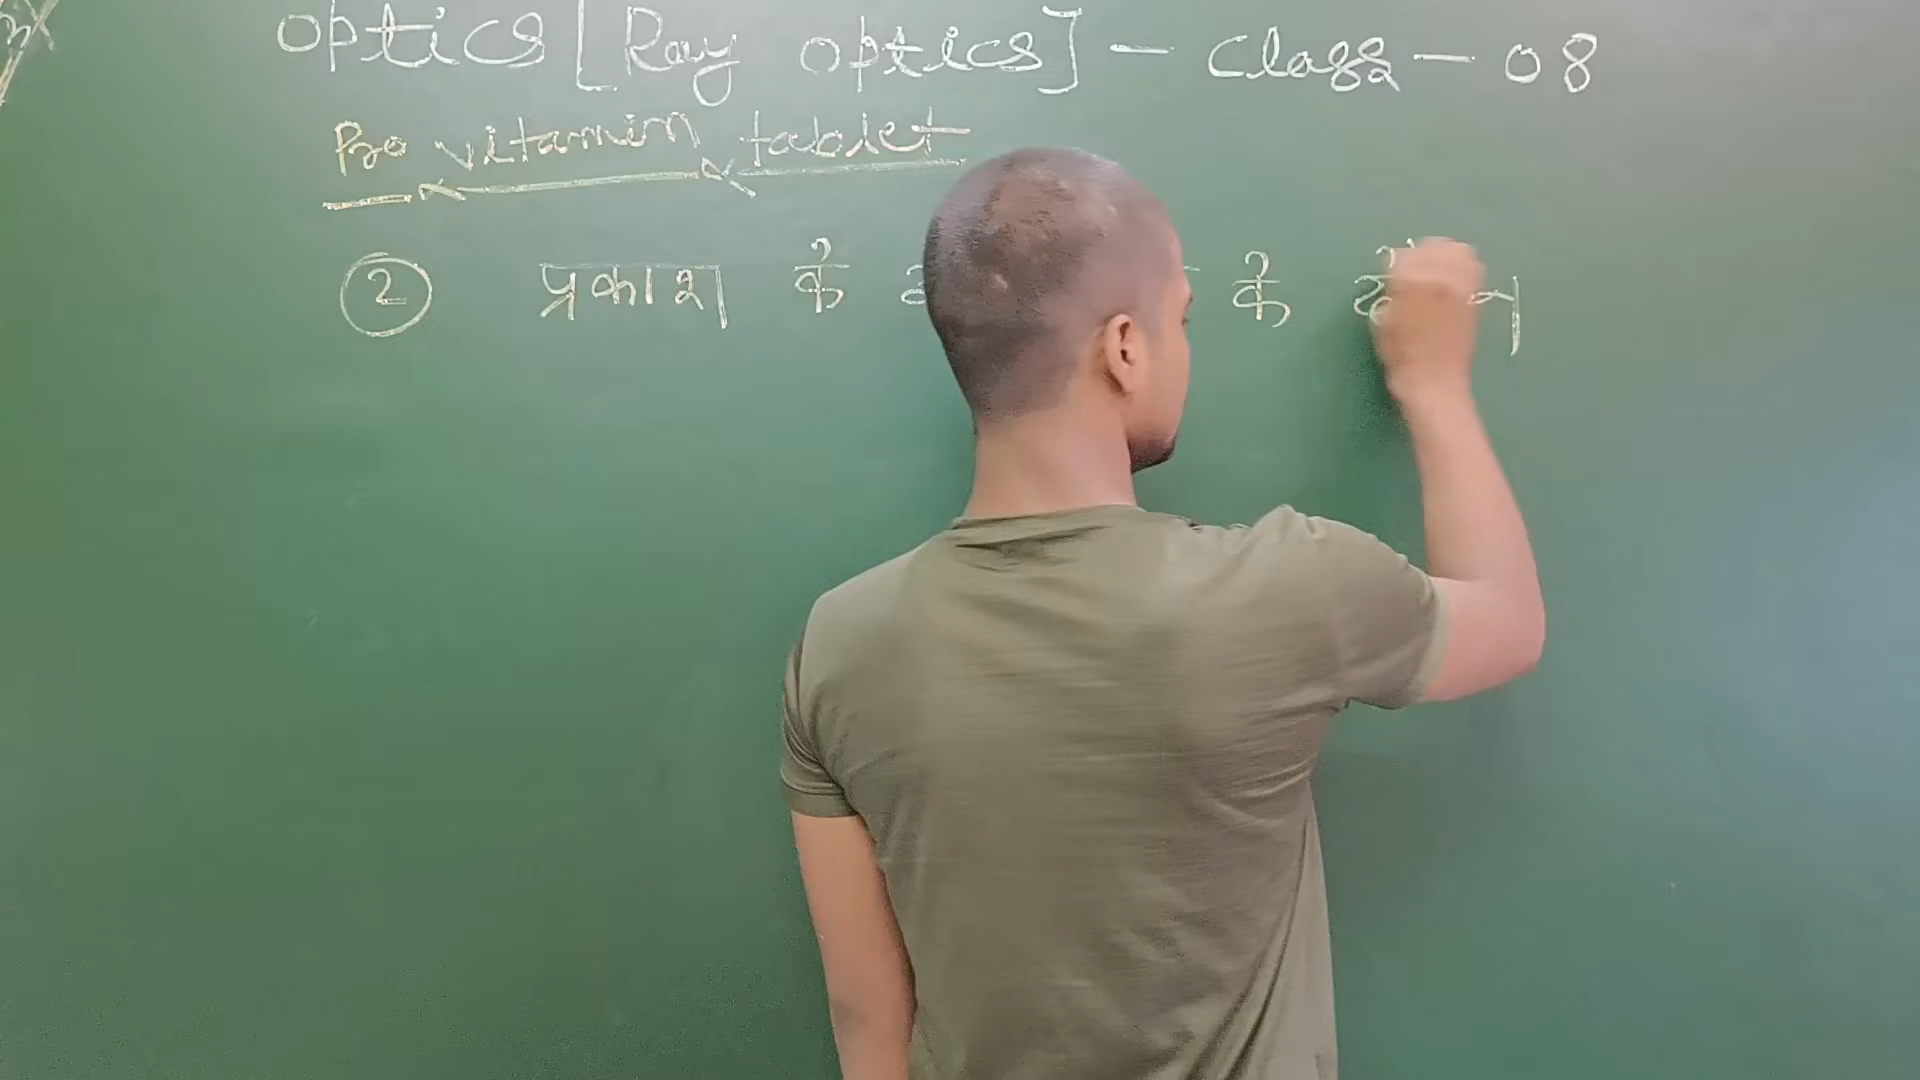 optics [Ray optics] - class - 08
Pro vitamin tablet
2 प्रकाश के के